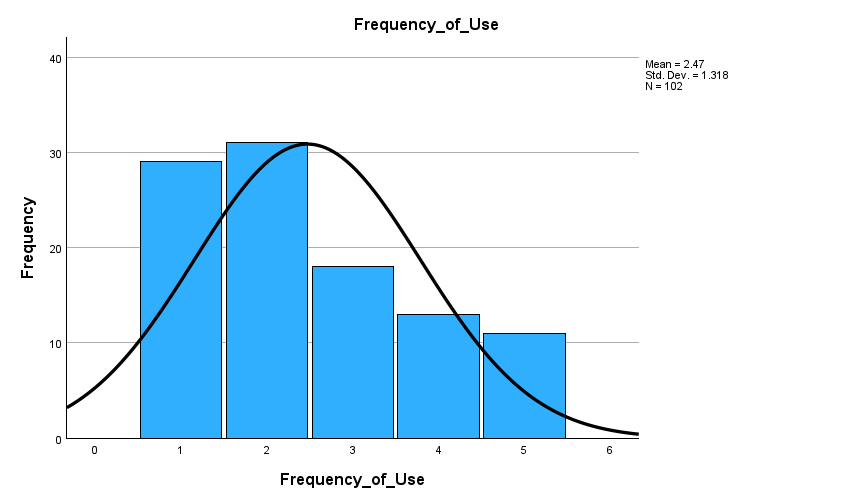 Frequency_of_Use
Mean = 2.47
Std. Dev. = 1.318
N = 102
40
30
20
10
0
Frequency
0 1 2 3 4 5 6
Frequency_of_Use